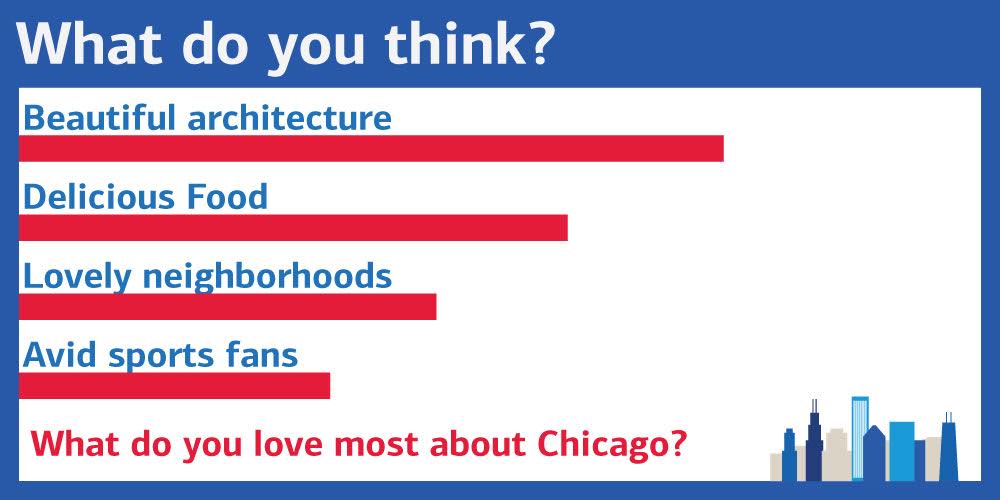 What do you think?
Beautiful architecture
Delicious Food
Lovely neighborhoods
Avid sports fans
What do you love most about Chicago?